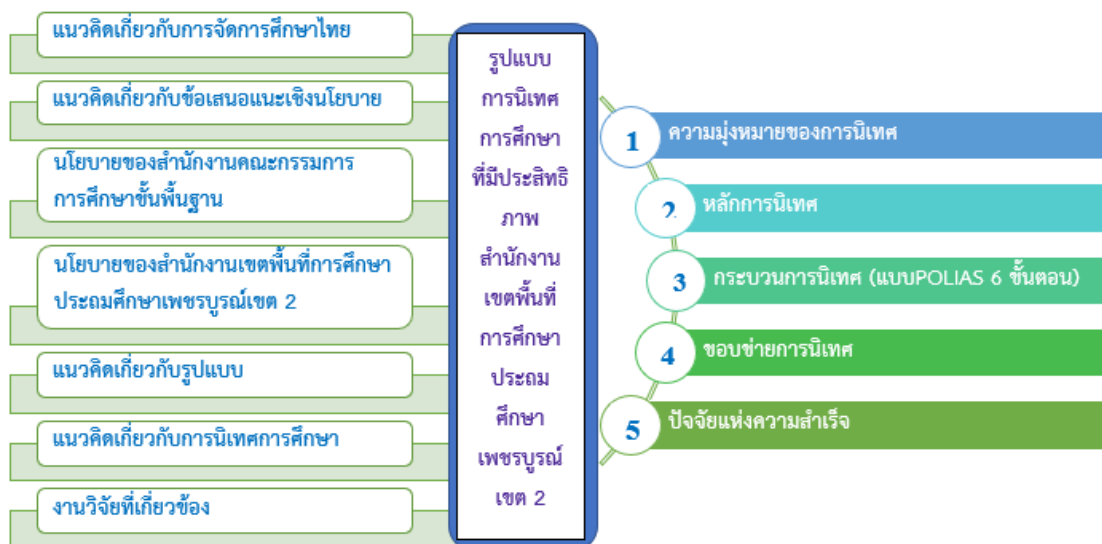 แนวคิดเกี่ยวกับการจัดการศึกษาไทย
แนวคิดเกี่ยวกับข้อเสนอแนะเชิงนโยบาย
นโยบายของสำนักงานคณะกรรมการ
การศึกษาขั้นพื้นฐาน
นโยบายของสำนักงานเขตพื้นที่การศึกษา
ประถมศึกษาเพชรบูรณ์เขต 2
แนวคิดเกี่ยวกับรูปแบบ
แนวคิดเกี่ยวกับการนิเทศการศึกษา
งานวิจัยที่เกี่ยวข้อง
รูปแบบ
การนิเทศ
การศึกษา
ที่มีประสิทธิ
ภาพ
สำนักงาน
เขตพื้นที่
การศึกษา
ประถม
ศึกษา
เพชรบูรณ์
เขต 2
1 ความมุ่งหมายของการนิเทศ
2 หลักการนิเทศ
3 กระบวนการนิเทศ (แบบPOLIAS 6 ขั้นตอน)
4 ขอบข่ายการนิเทศ
5 ปัจจัยแห่งความสำเร็จ